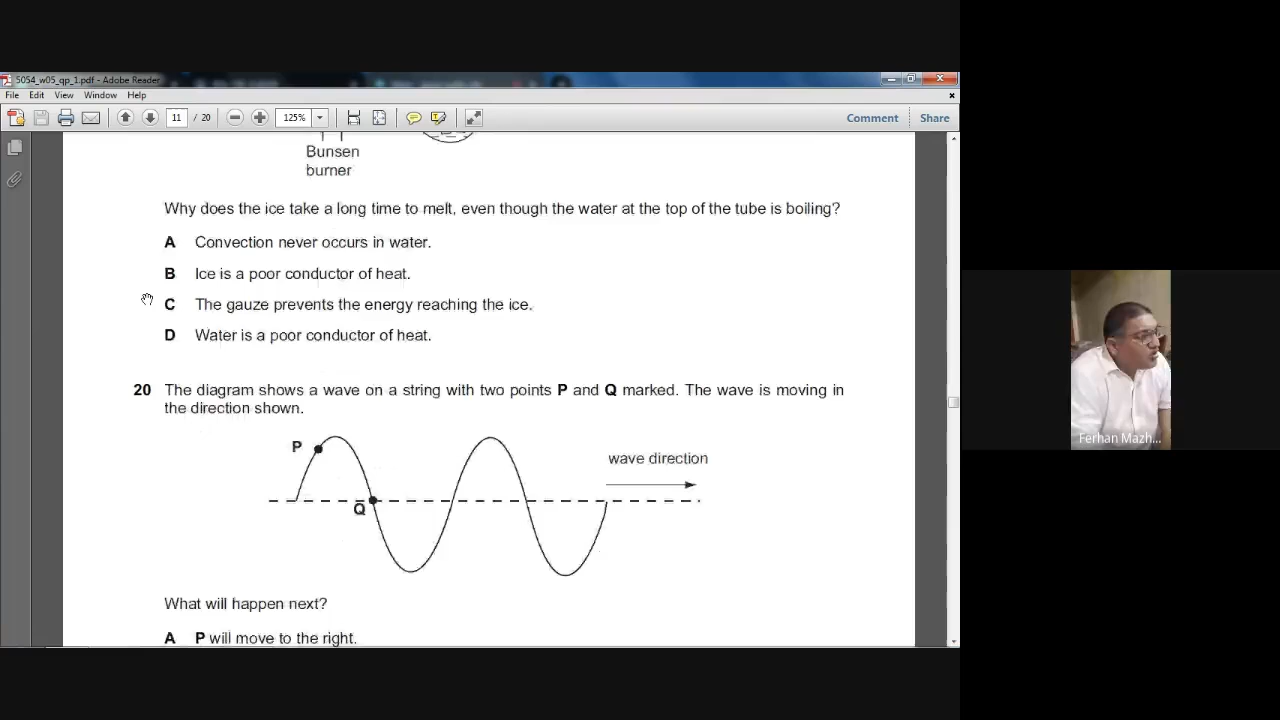 5054_w05_qp_1.pdf - Adobe Reader
File Edit View Window Help
11 / 20 125% Comment Share
Bunsen
burner
Why does the ice take a long time to melt, even though the water at the top of the tube is boiling?
A Convection never occurs in water.
B Ice is a poor conductor of heat.
C The gauze prevents the energy reaching the ice.
D Water is a poor conductor of heat.
20 The diagram shows a wave on a string with two points P and Q marked. The wave is moving in
the direction shown.
P
wave direction
Q
What will happen next?
A P will move to the right.
Ferhan Mazh...